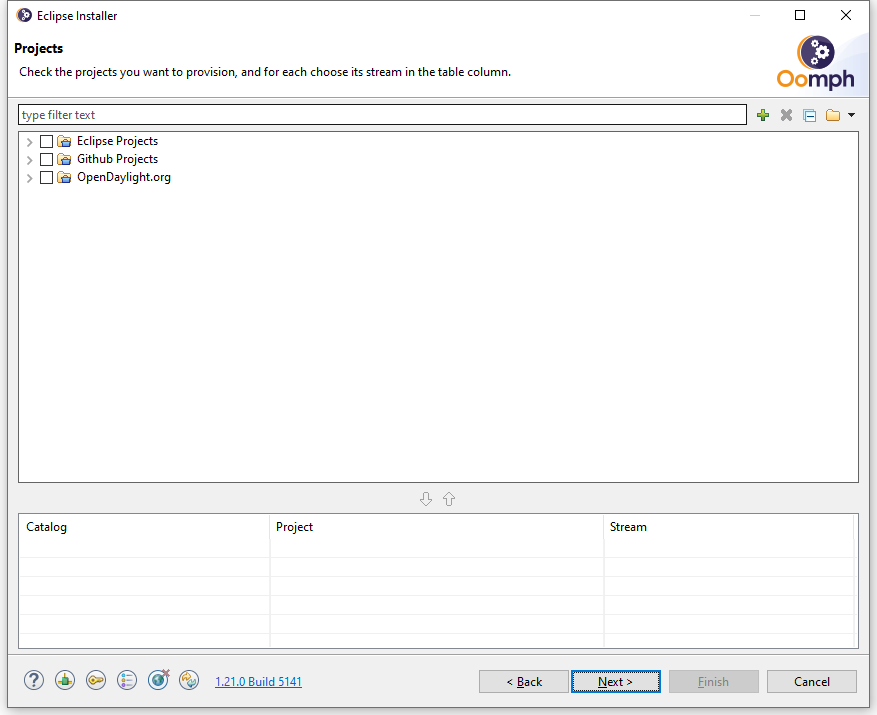 Eclipse Installer
Projects
Check the projects you want to provision, and for each choose its stream in the table column.
Oomph
type filter text
Eclipse Projects
Github Projects
OpenDaylight.org
Catalog Project Stream
? 1.21.0 Build 5141 < Back Next > Finish Cancel